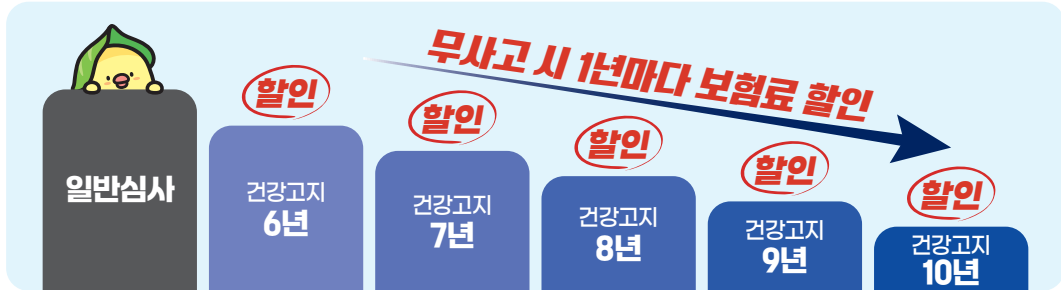 무사고 시 1년마다 보험료 할인
일반심사
할인
건강고지
6년
할인
건강고지
7년
할인
건강고지
8년
할인
건강고지
9년
할인
건강고지
10년